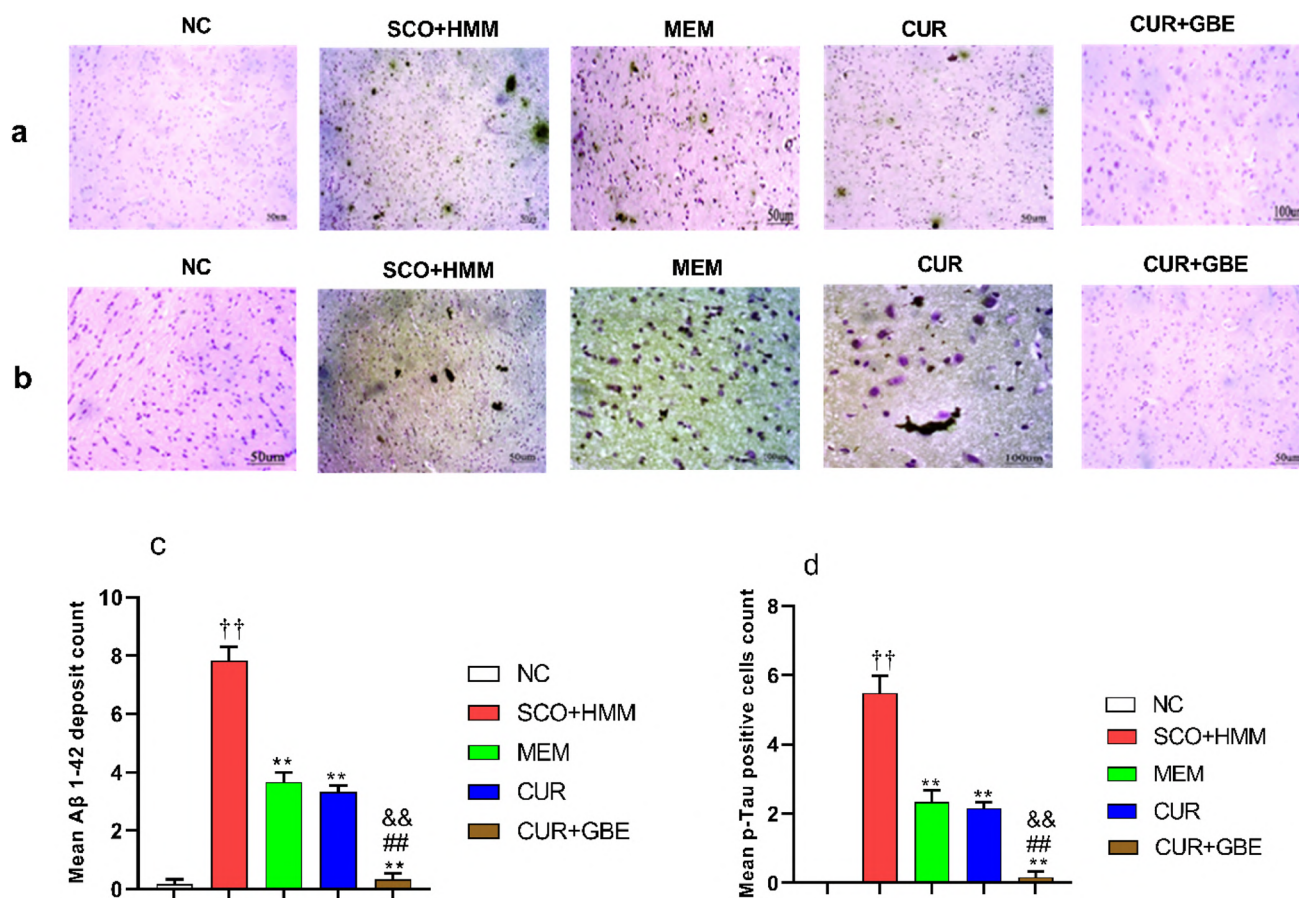 NC SCO+HMM MEM CUR CUR+GBE
a
50um 50um 50um 100um
NC SCO+HMM MEM CUR CUR+GBE
b
50um 50um 100um 50um
c
Mean Aβ 1-42 deposit count
10
8
6
4
2
0
††
**
**
&&
##
**
NC
SCO+HMM
MEM
CUR
CUR+GBE
d
Mean p-Tau positive cells count
8
6
4
2
0
††
**
**
&&
##
**
NC
SCO+HMM
MEM
CUR
CUR+GBE